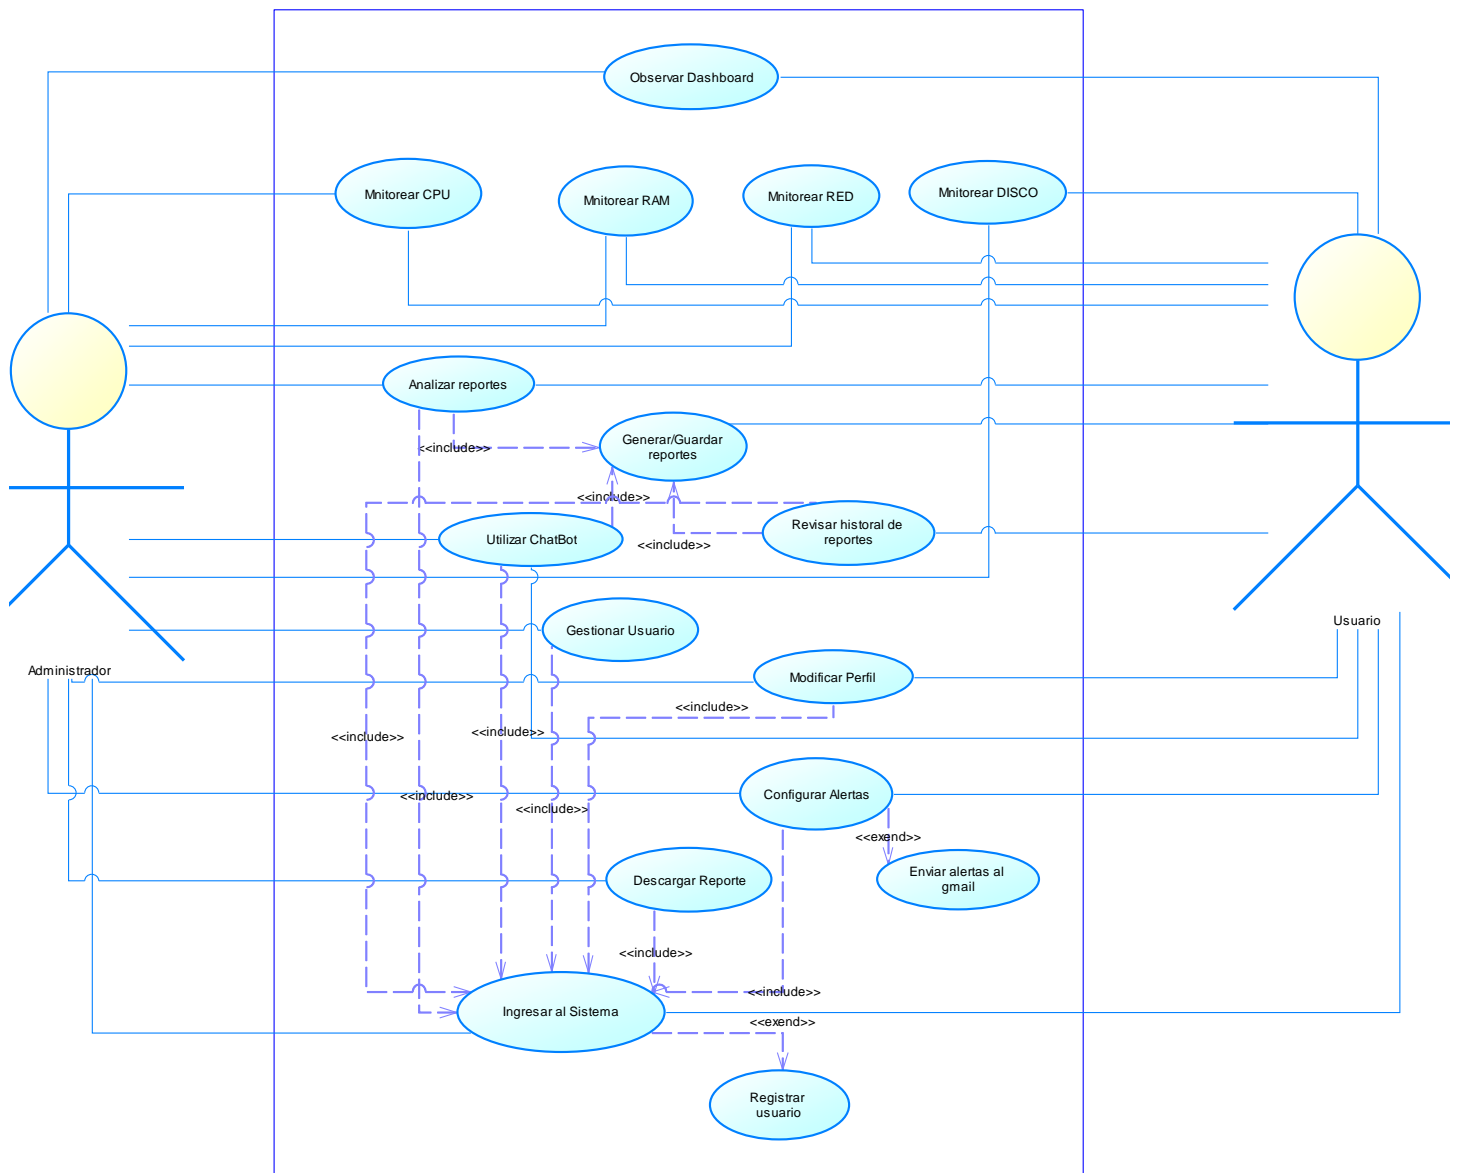 Observar Dashboard
Mnitorear CPU
Mnitorear RAM
Mnitorear RED
Mnitorear DISCO
Analizar reportes
Generar/Guardar
reportes
<<include>>
<<include>>
Revisar historal de
reportes
Utilizar ChatBot
<<include>>
Gestionar Usuario
Usuario
Administrador
Modificar Perfil
<<include>>
<<include>>
<<include>>
<<include>>
<<include>>
Configurar Alertas
<<exend>>
Enviar alertas al
gmail
Descargar Reporte
<<include>>
<<include>>
Ingresar al Sistema
<<exend>>
Registrar
usuario